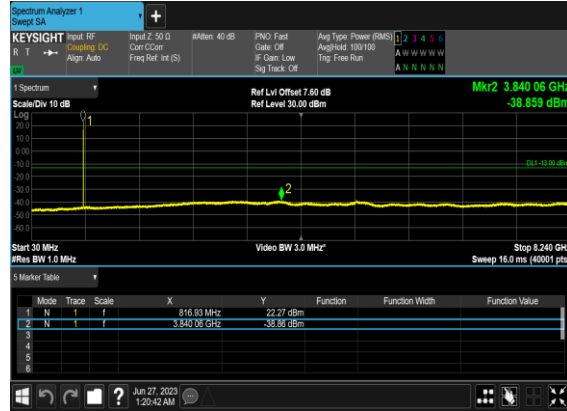 Spectrum Analyzer 1
Swept SA
+
KEYSIGHT Input: RF Input Z: 50 Ω #Atten: 40 dB PNO: Fast Avg Type: Power (RMS) 1 2 3 4 5 6
R T Coupling: DC Corr CCorr Gate: Off Avg|Hold: 100/100 A W W W W W
Align: Auto Freq Ref: Int (S) IF Gain: Low Trig: Free Run
Sig Track: Off A N N N N N
1 Spectrum Ref Lvl Offset 7.60 dB Mkr2 3.840 06 GHz
Scale/Div 10 dB Ref Level 30.00 dBm -38.859 dBm
Log
20.0
10.0
0.00
-10.0
-20.0
-30.0
-40.0
-50.0
-60.0
1
2
DL1 -13.00 dBm
Start 30 MHz Video BW 3.0 MHz* Stop 8.240 GHz
#Res BW 1.0 MHz Sweep 16.0 ms (40001 pts)
5 Marker Table
Mode Trace Scale X Y Function Function Width Function Value
1 N 1 f 816.93 MHz 22.27 dBm
2 N 1 f 3.840 06 GHz -38.86 dBm
3
4
5
6
? Jun 27, 2023
1:20:42 AM